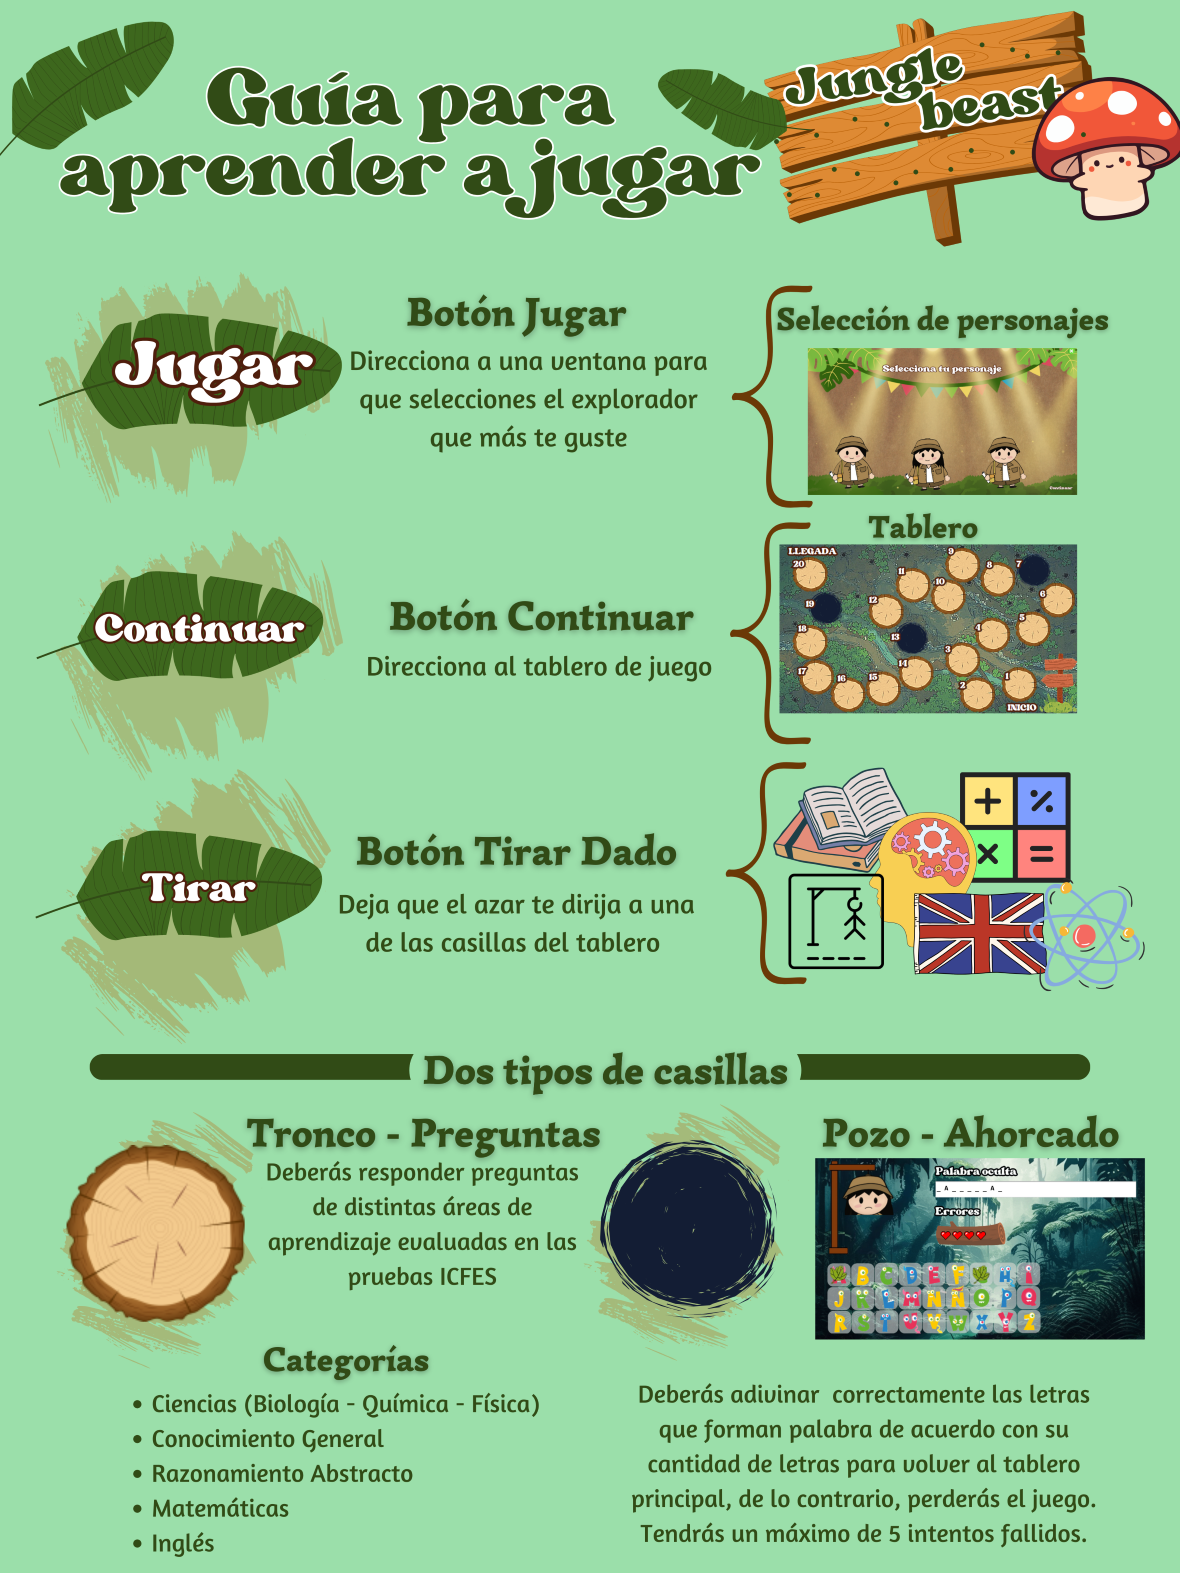 Guía para
aprender a jugar
Jungle
beast
Jugar
Botón Jugar
Direcciona a una ventana para
que selecciones el explorador
que más te guste
Selección de personajes
Selecciona tu personaje
Continuar
Continuar
Botón Continuar
Direcciona al tablero de juego
Tablero
LLEGADA
20
11
9
8
7
10
6
19
12
5
18
13
4
3
17
16
15
14
2
1
INICIO
Tirar
Botón Tirar Dado
Deja que el azar te dirija a una
de las casillas del tablero
+ %
× =
Dos tipos de casillas
Tronco - Preguntas
Deberás responder preguntas
de distintas áreas de
aprendizaje evaluadas en las
pruebas ICFES
Categorías
• Ciencias (Biología - Química - Física)
• Conocimiento General
• Razonamiento Abstracto
• Matemáticas
• Inglés
Pozo - Ahorcado
Palabra oculta
_ A _ _ _ _ _ A _
Errores
B C D E F H I
J K L M N Ñ O P Q
R S T U V W X Y Z
Deberás adivinar  correctamente las letras
que forman palabra de acuerdo con su
cantidad de letras para volver al tablero
principal, de lo contrario, perderás el juego.
Tendrás un máximo de 5 intentos fallidos.